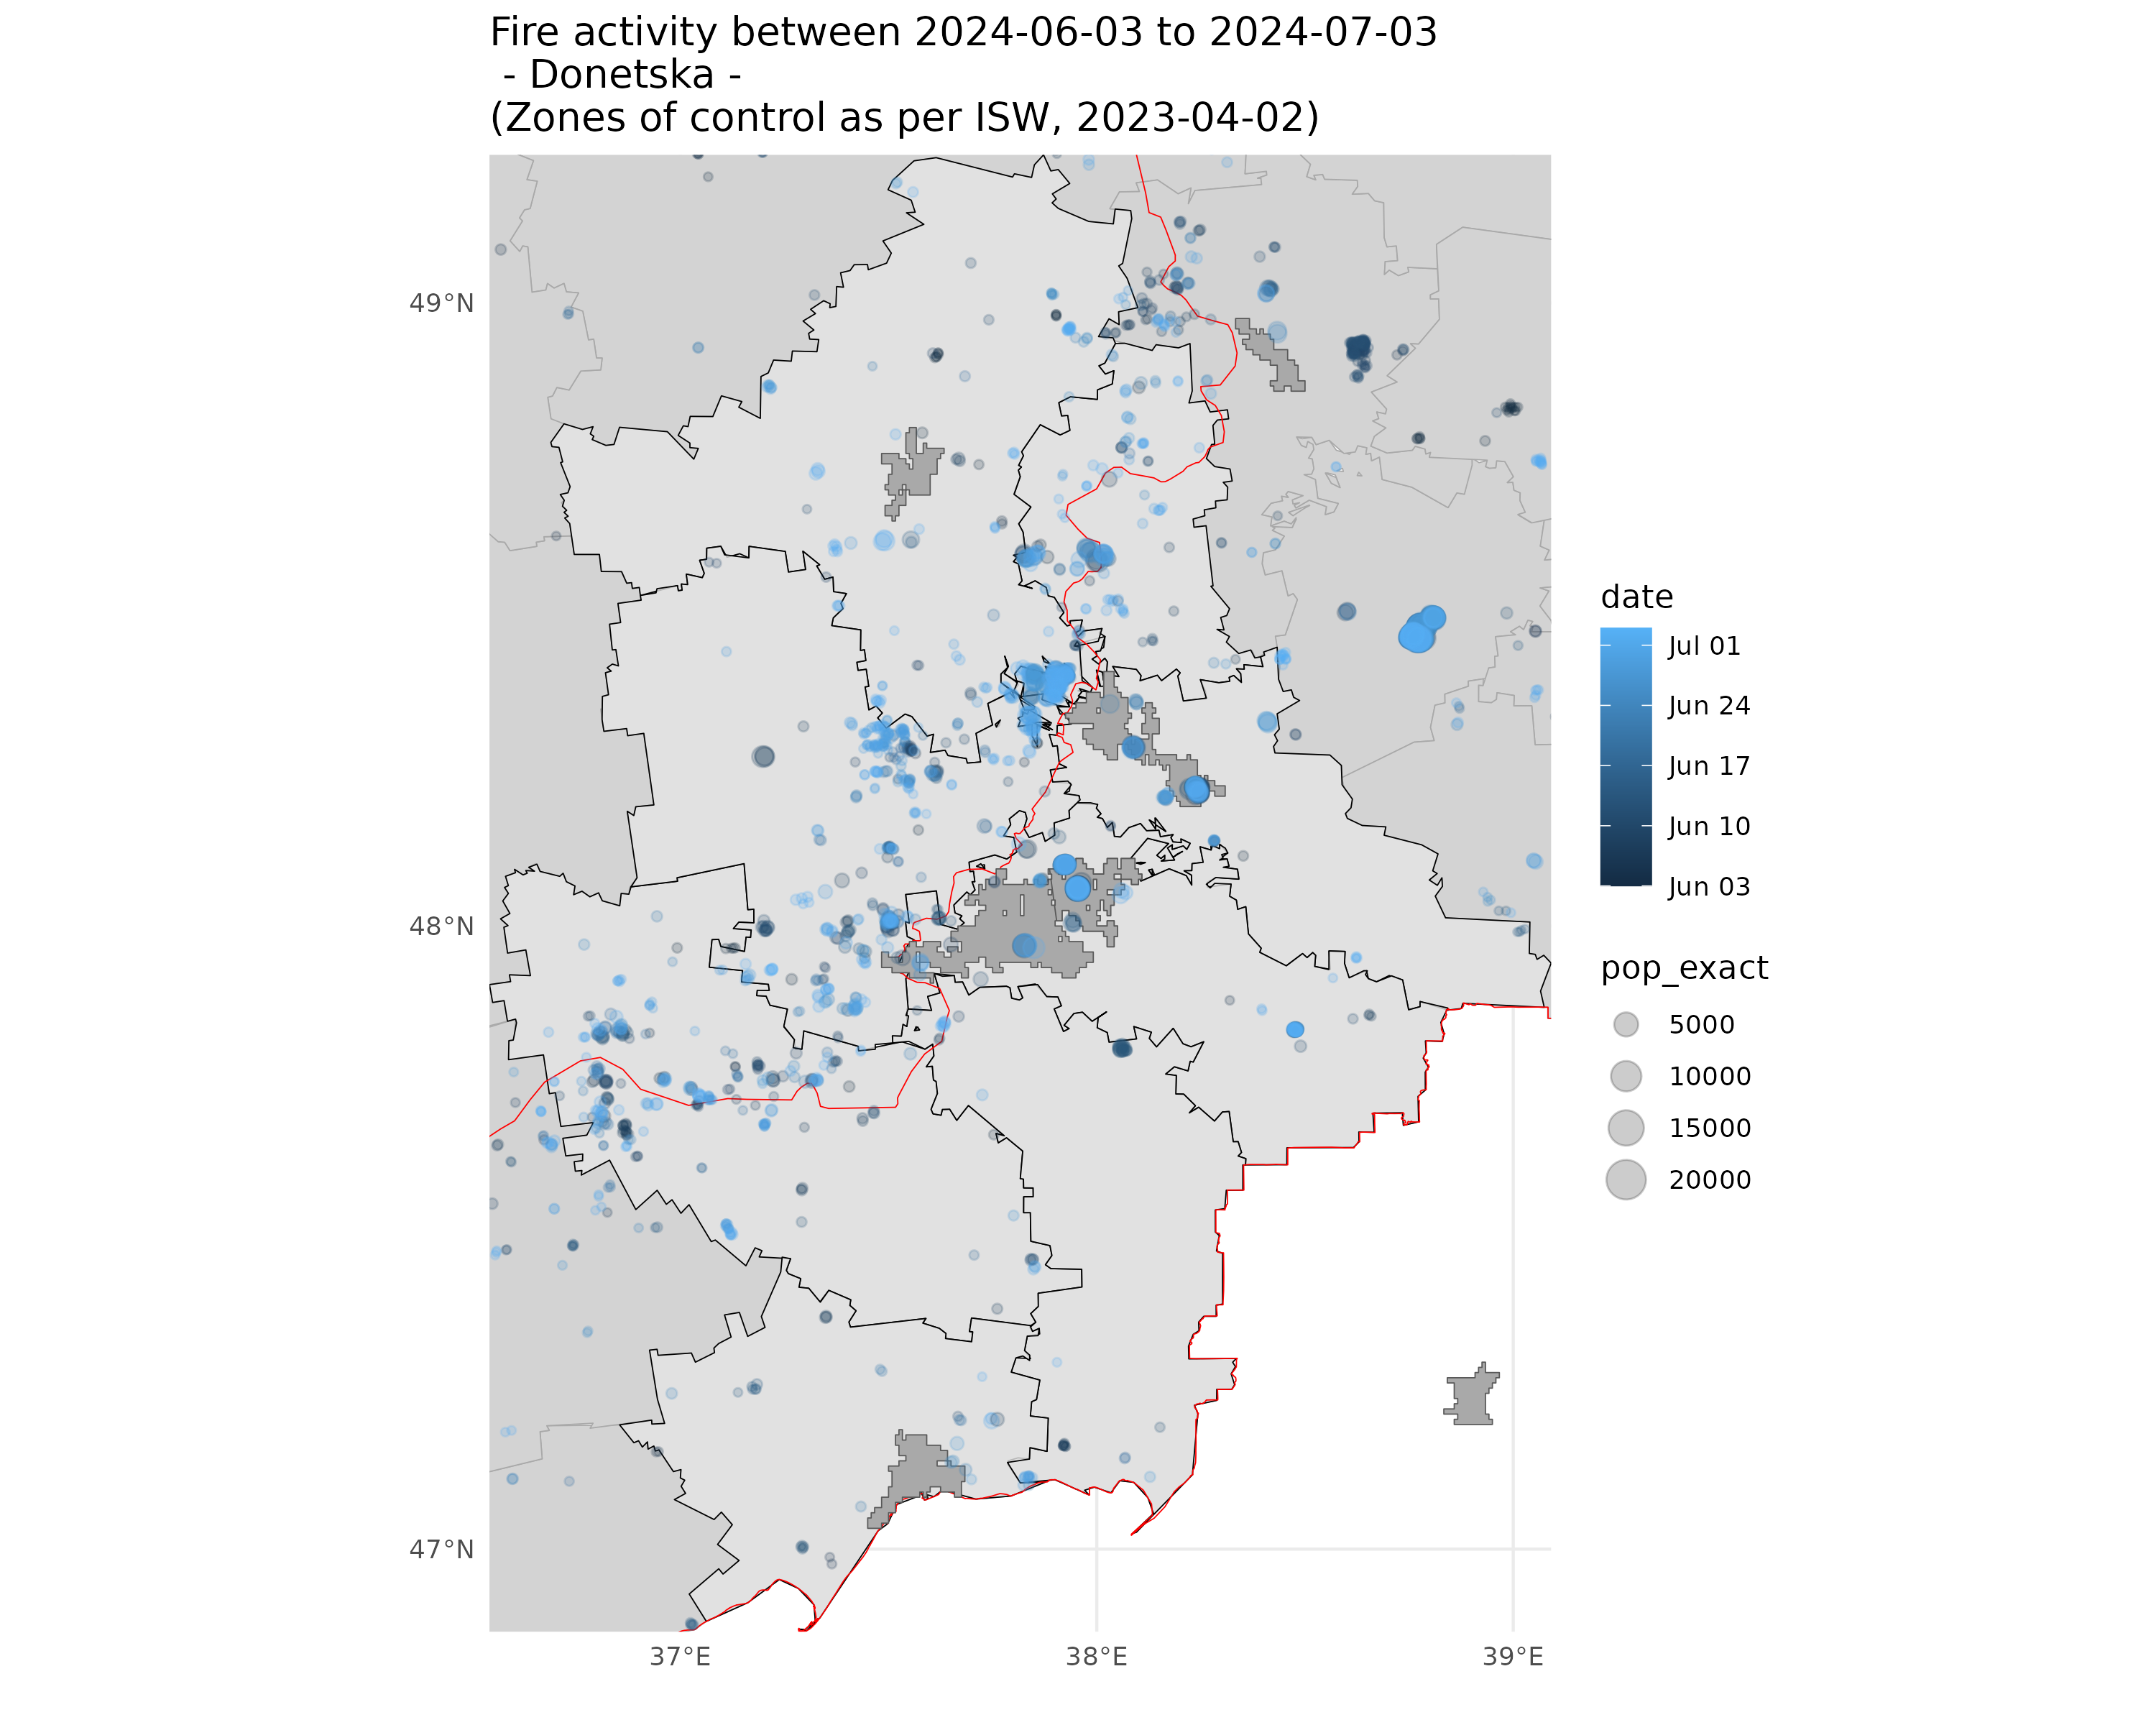 Fire activity between 2024-06-03 to 2024-07-03
- Donetska -
(Zones of control as per ISW, 2023-04-02)
49°N
48°N
47°N
37°E
38°E
39°E
date
Jul 01
Jun 24
Jun 17
Jun 10
Jun 03
pop_exact
5000
10000
15000
20000